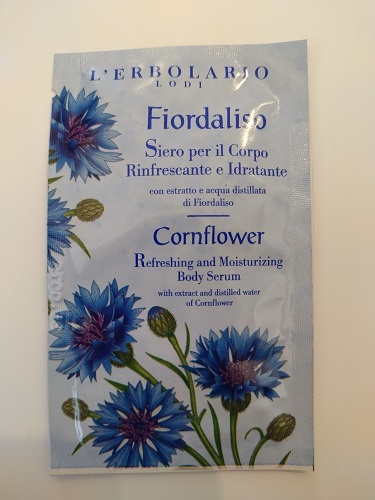 L'ERBOLARIO
LODI
Fiordaliso
Siero per il Corpo
Rinfrescante e Idratante
con estratto e acqua distillata
di Fiordaliso
Cornflower
Refreshing and Moisturizing
Body Serum
with extract and distilled water
of Cornflower